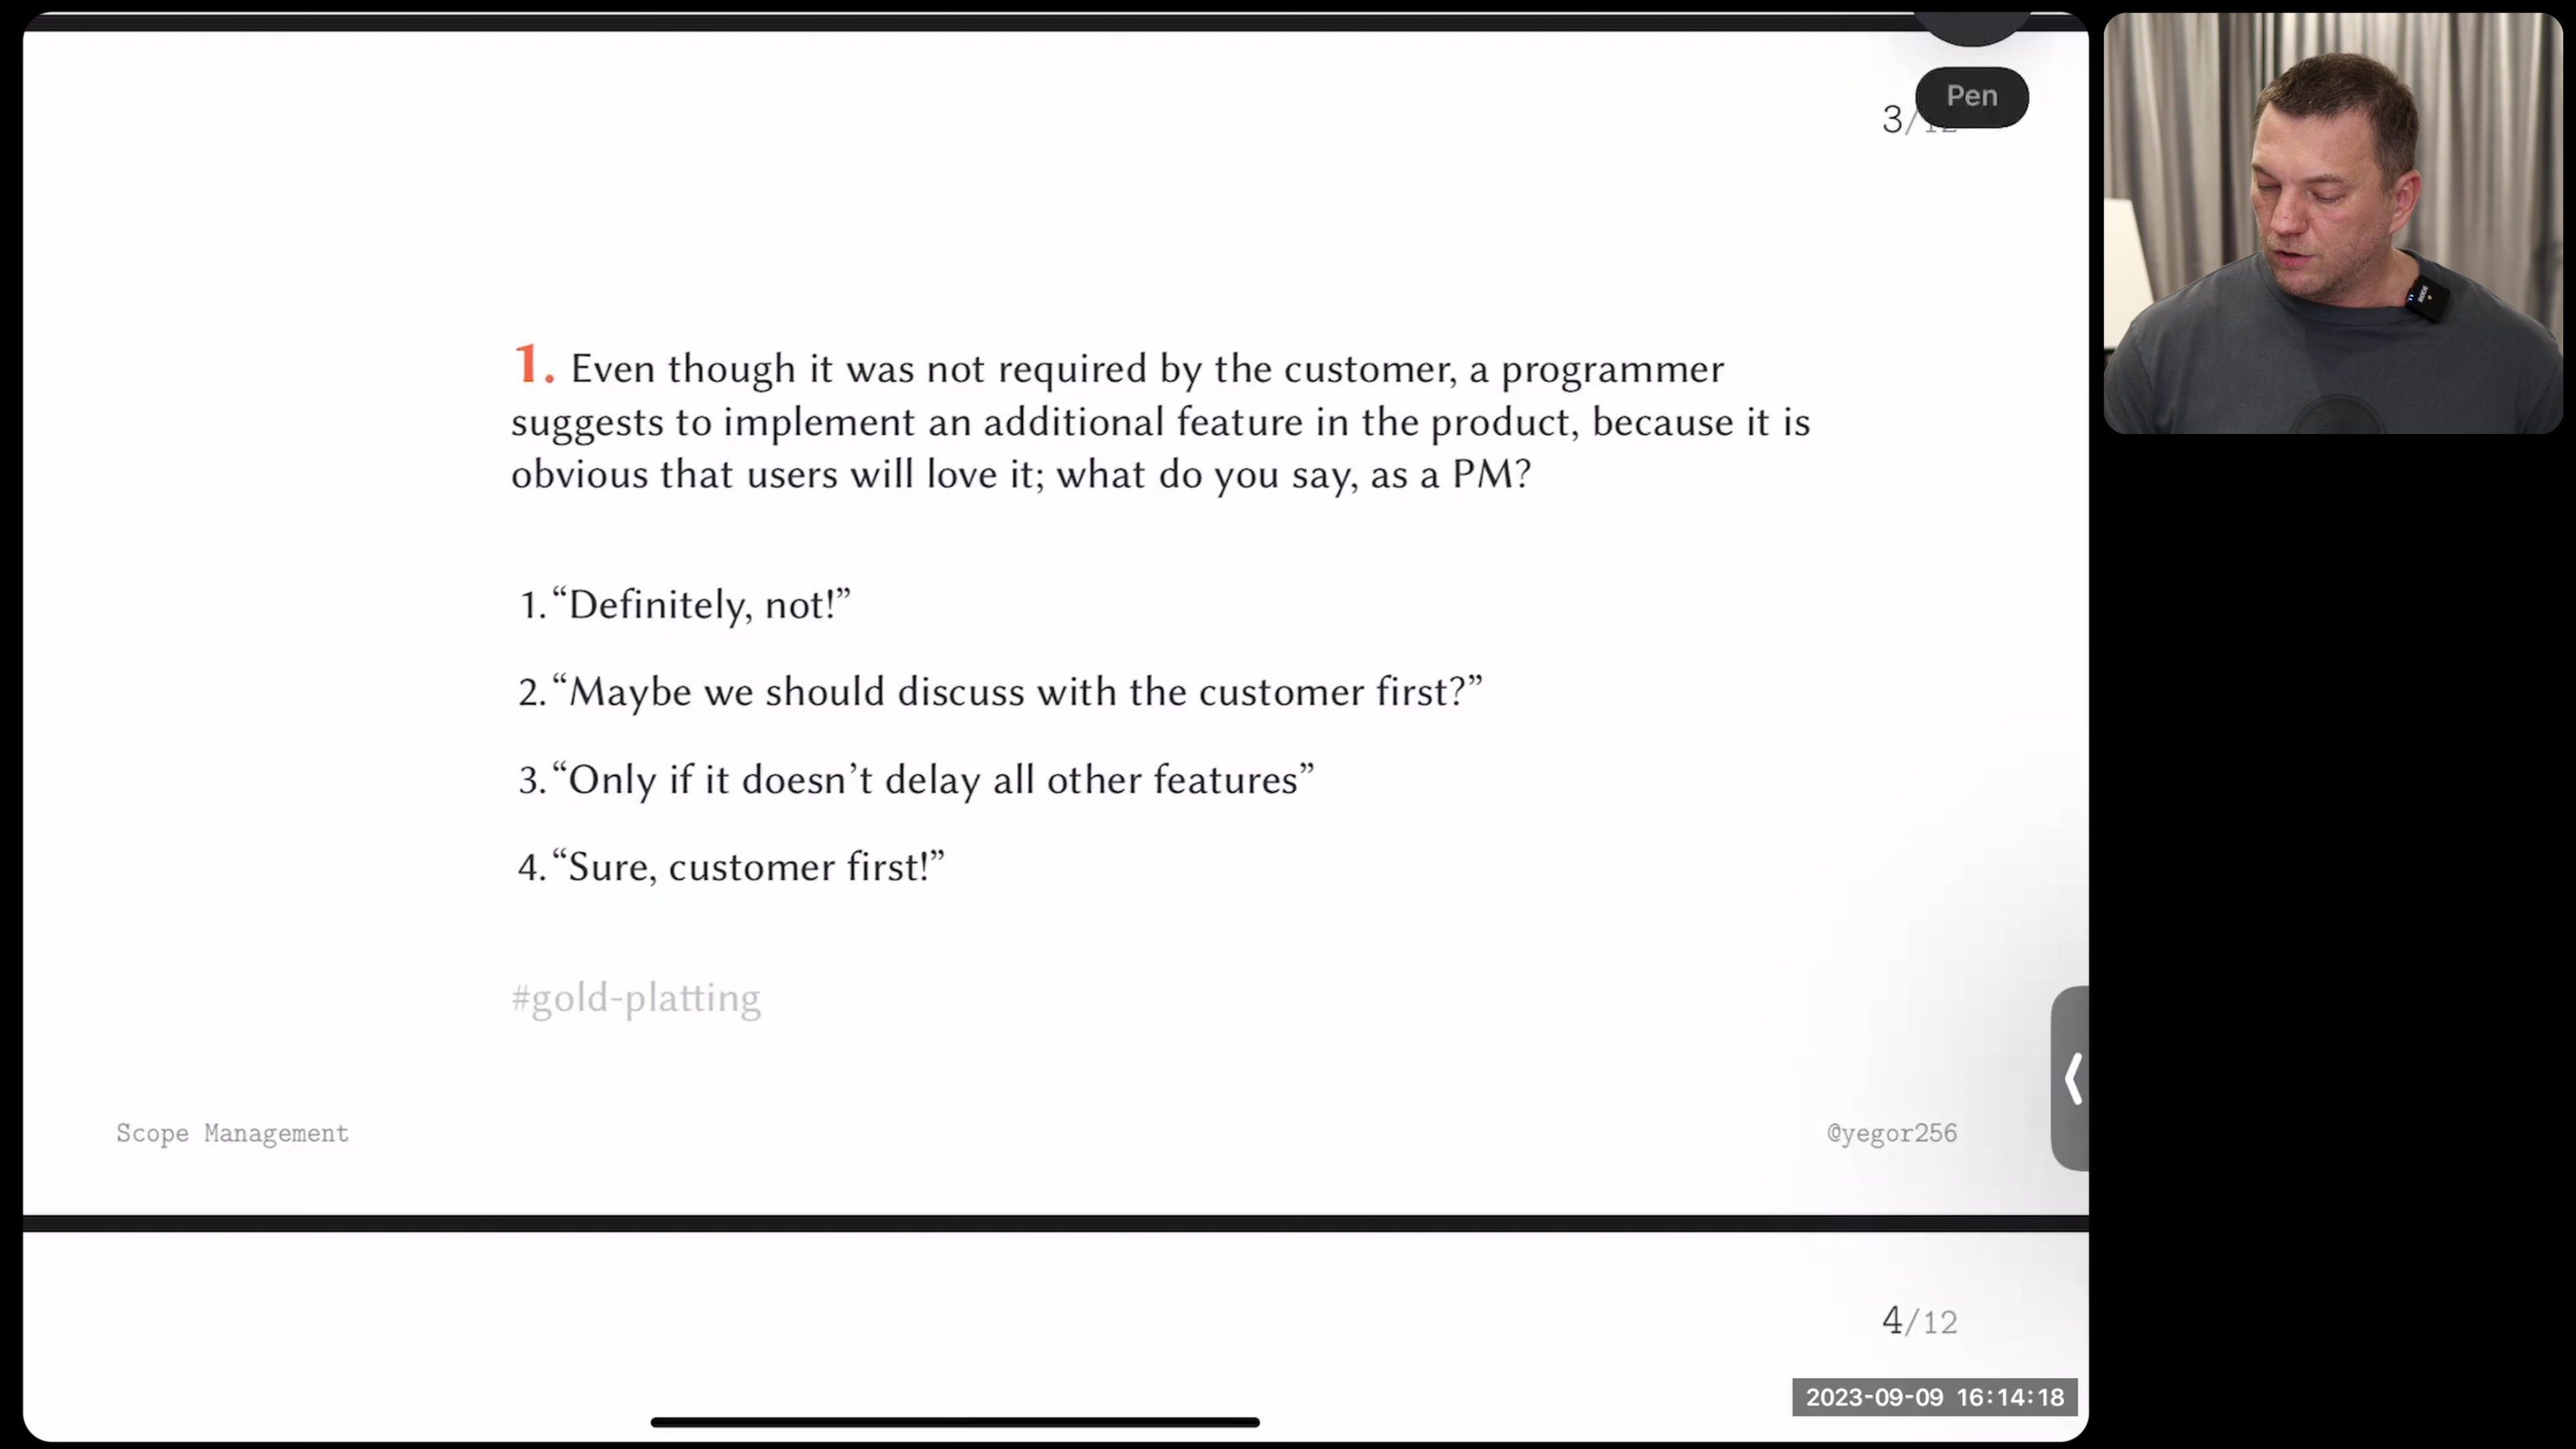 Pen
3/12
1. Even though it was not required by the customer, a programmer
suggests to implement an additional feature in the product, because it is
obvious that users will love it; what do you say, as a PM?
1. “Definitely, not!”
2. “Maybe we should discuss with the customer first?”
3. “Only if it doesn’t delay all other features”
4. “Sure, customer first!”
#gold-platting
Scope Management
@yegor256
4/12
2023-09-09 16:14:18
RODE